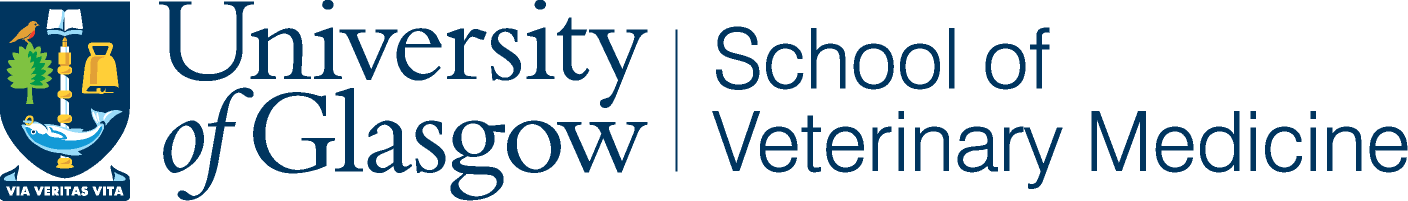 University
of Glasgow
School of
Veterinary Medicine
VIA VERITAS VITA